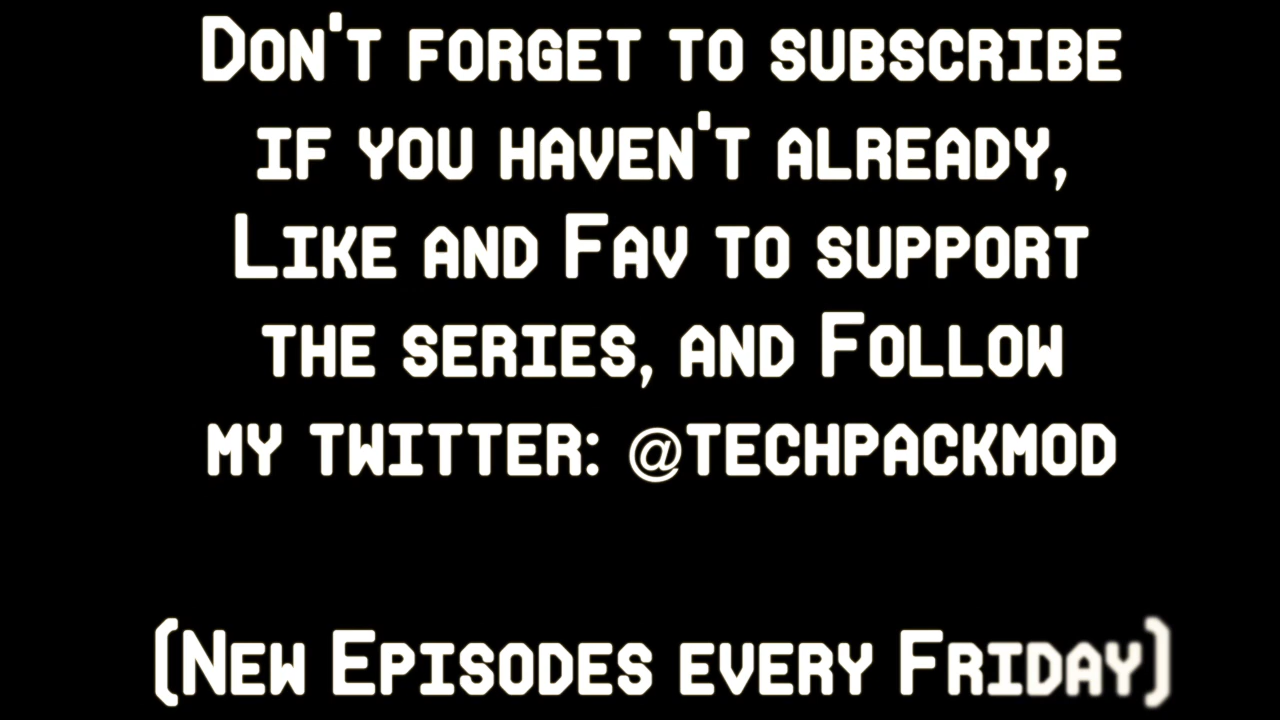 Don't forget to subscribe
if you haven't already,
Like and Fav to support
the series, and Follow
my twitter: @techpackmod
(New Episodes every Friday)